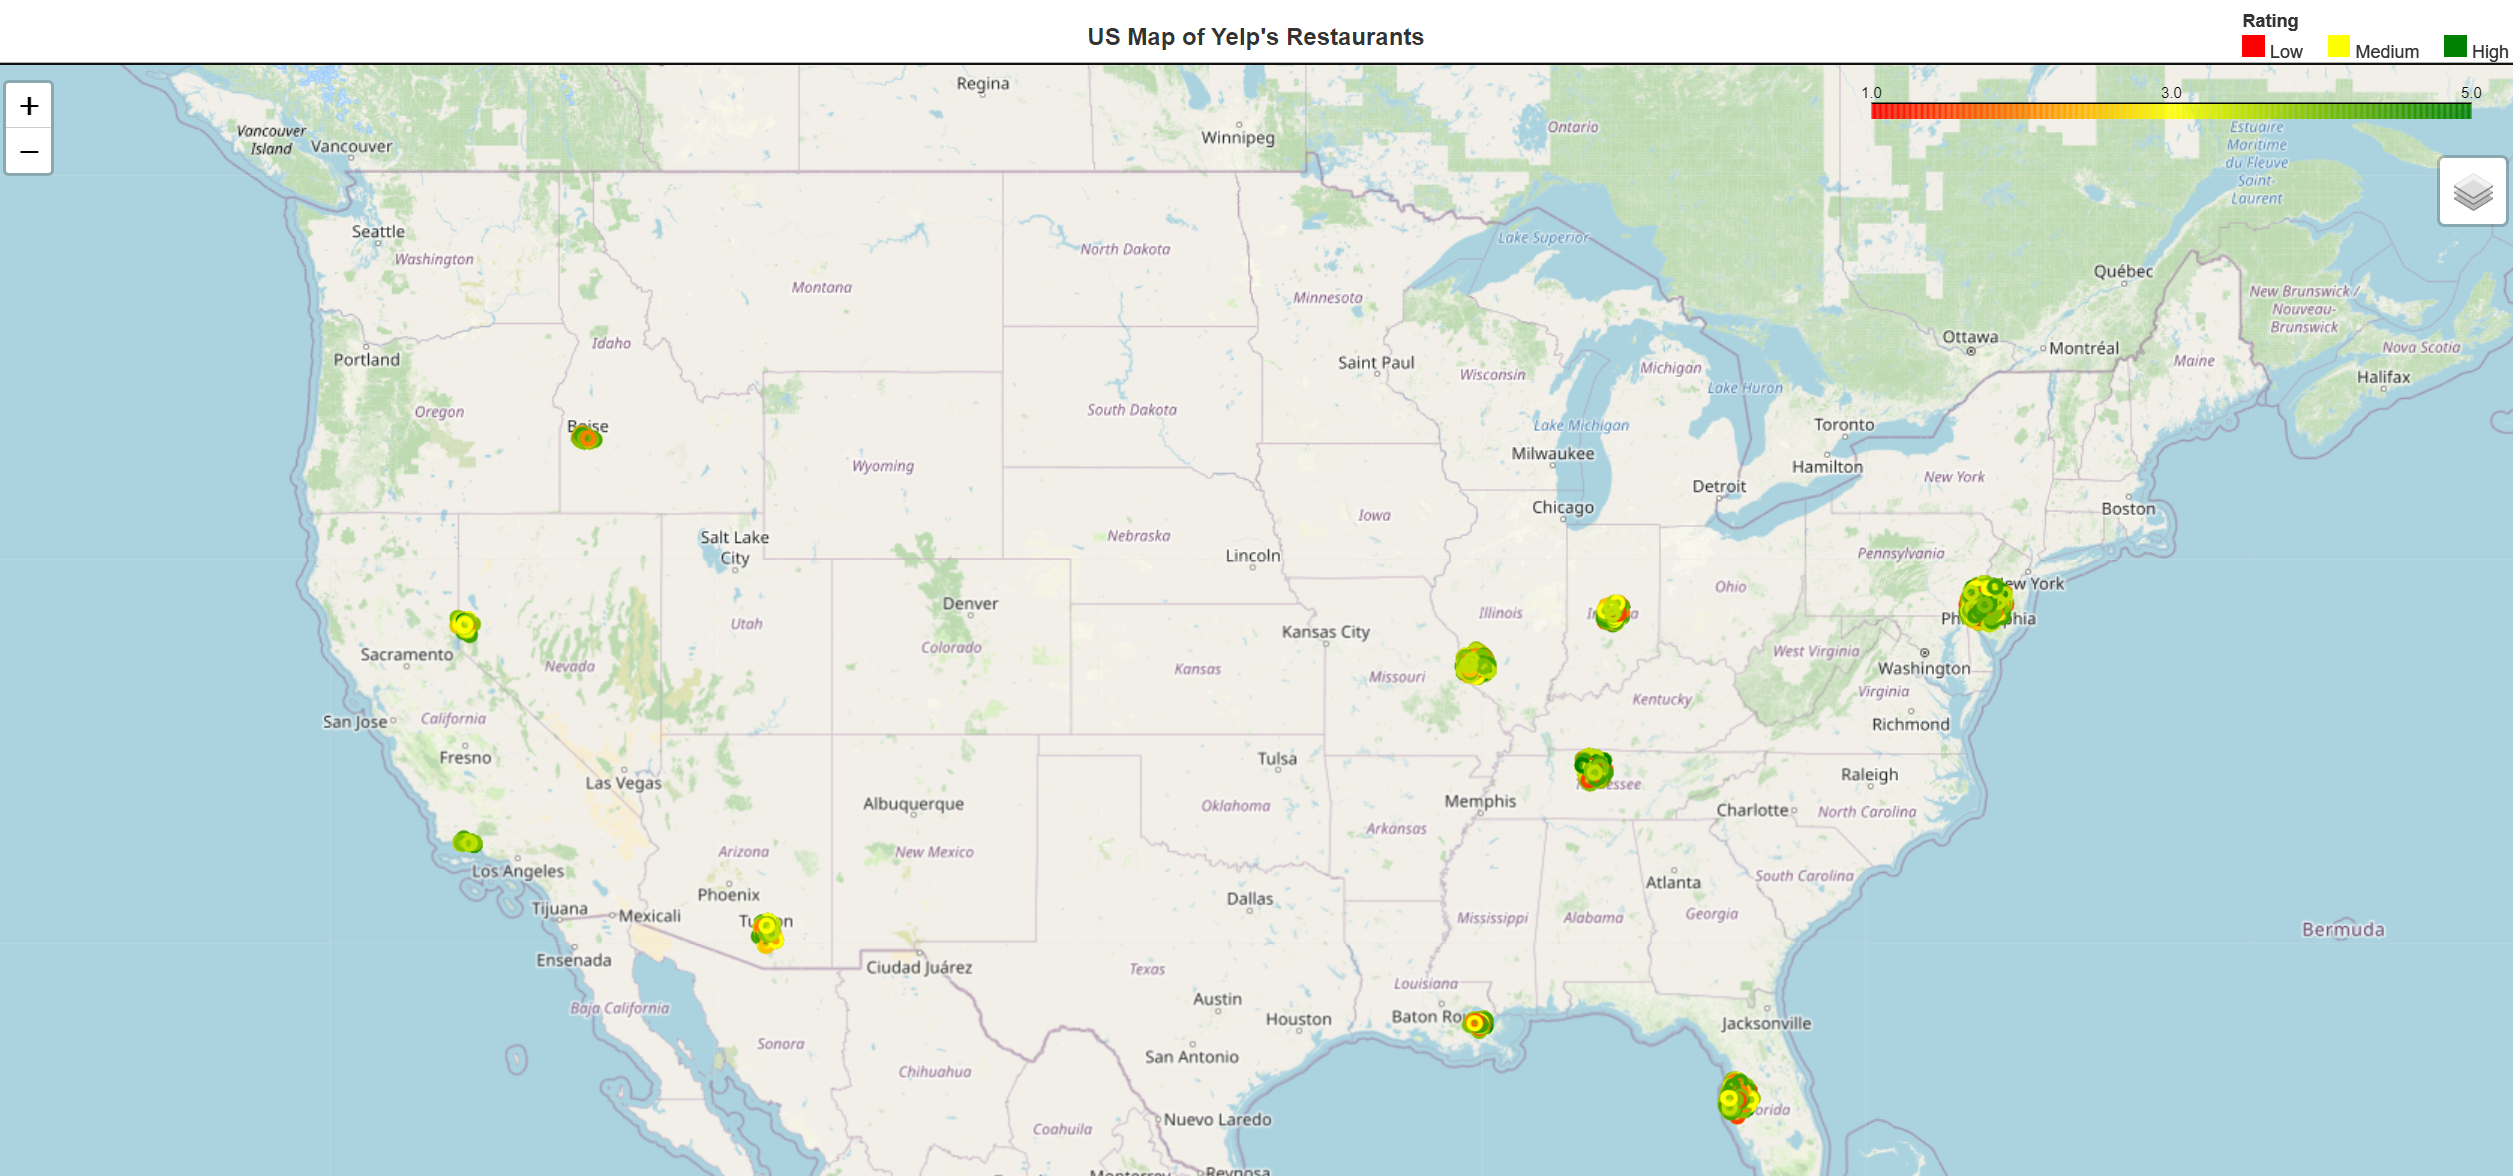 US Map of Yelp's Restaurants
Rating
Low
Medium
High
+
−
1.0
3.0
5.0
Regina
Winnipeg
Ontario
Vancouver
Island
Vancouver
Estuaire
Maritime
du Fleuve
Saint-
Laurent
Seattle
Washington
North Dakota
Lake Superior
Québec
Montana
Minnesota
New Brunswick /
Nouveau-
Brunswick
Idaho
Ottawa
Montréal
Nova Scotia
Portland
Saint Paul
Wisconsin
Michigan
Maine
Halifax
Lake Huron
Oregon
South Dakota
Boise
Lake Michigan
Toronto
Milwaukee
Wyoming
Hamilton
New York
Detroit
Chicago
Iowa
Boston
Salt Lake
City
Nebraska
Lincoln
Pennsylvania
New York
Ohio
Denver
Illinois
Indiana
Philadelphia
Utah
Kansas City
Colorado
Sacramento
Nevada
Kansas
Missouri
West Virginia
Washington
Kentucky
Virginia
San Jose
California
Richmond
Fresno
Las Vegas
Tulsa
Raleigh
Tennessee
Albuquerque
Oklahoma
Memphis
Charlotte
North Carolina
Arkansas
Arizona
New Mexico
Los Angeles
Phoenix
Atlanta
South Carolina
Dallas
Tijuana
Mexicali
Tucson
Mississippi
Alabama
Georgia
Bermuda
Ensenada
Ciudad Juárez
Texas
Louisiana
Baja California
Austin
Houston
Baton Rouge
Jacksonville
Sonora
San Antonio
Chihuahua
Florida
Nuevo Laredo
Coahuila
Monterrey
Reynosa